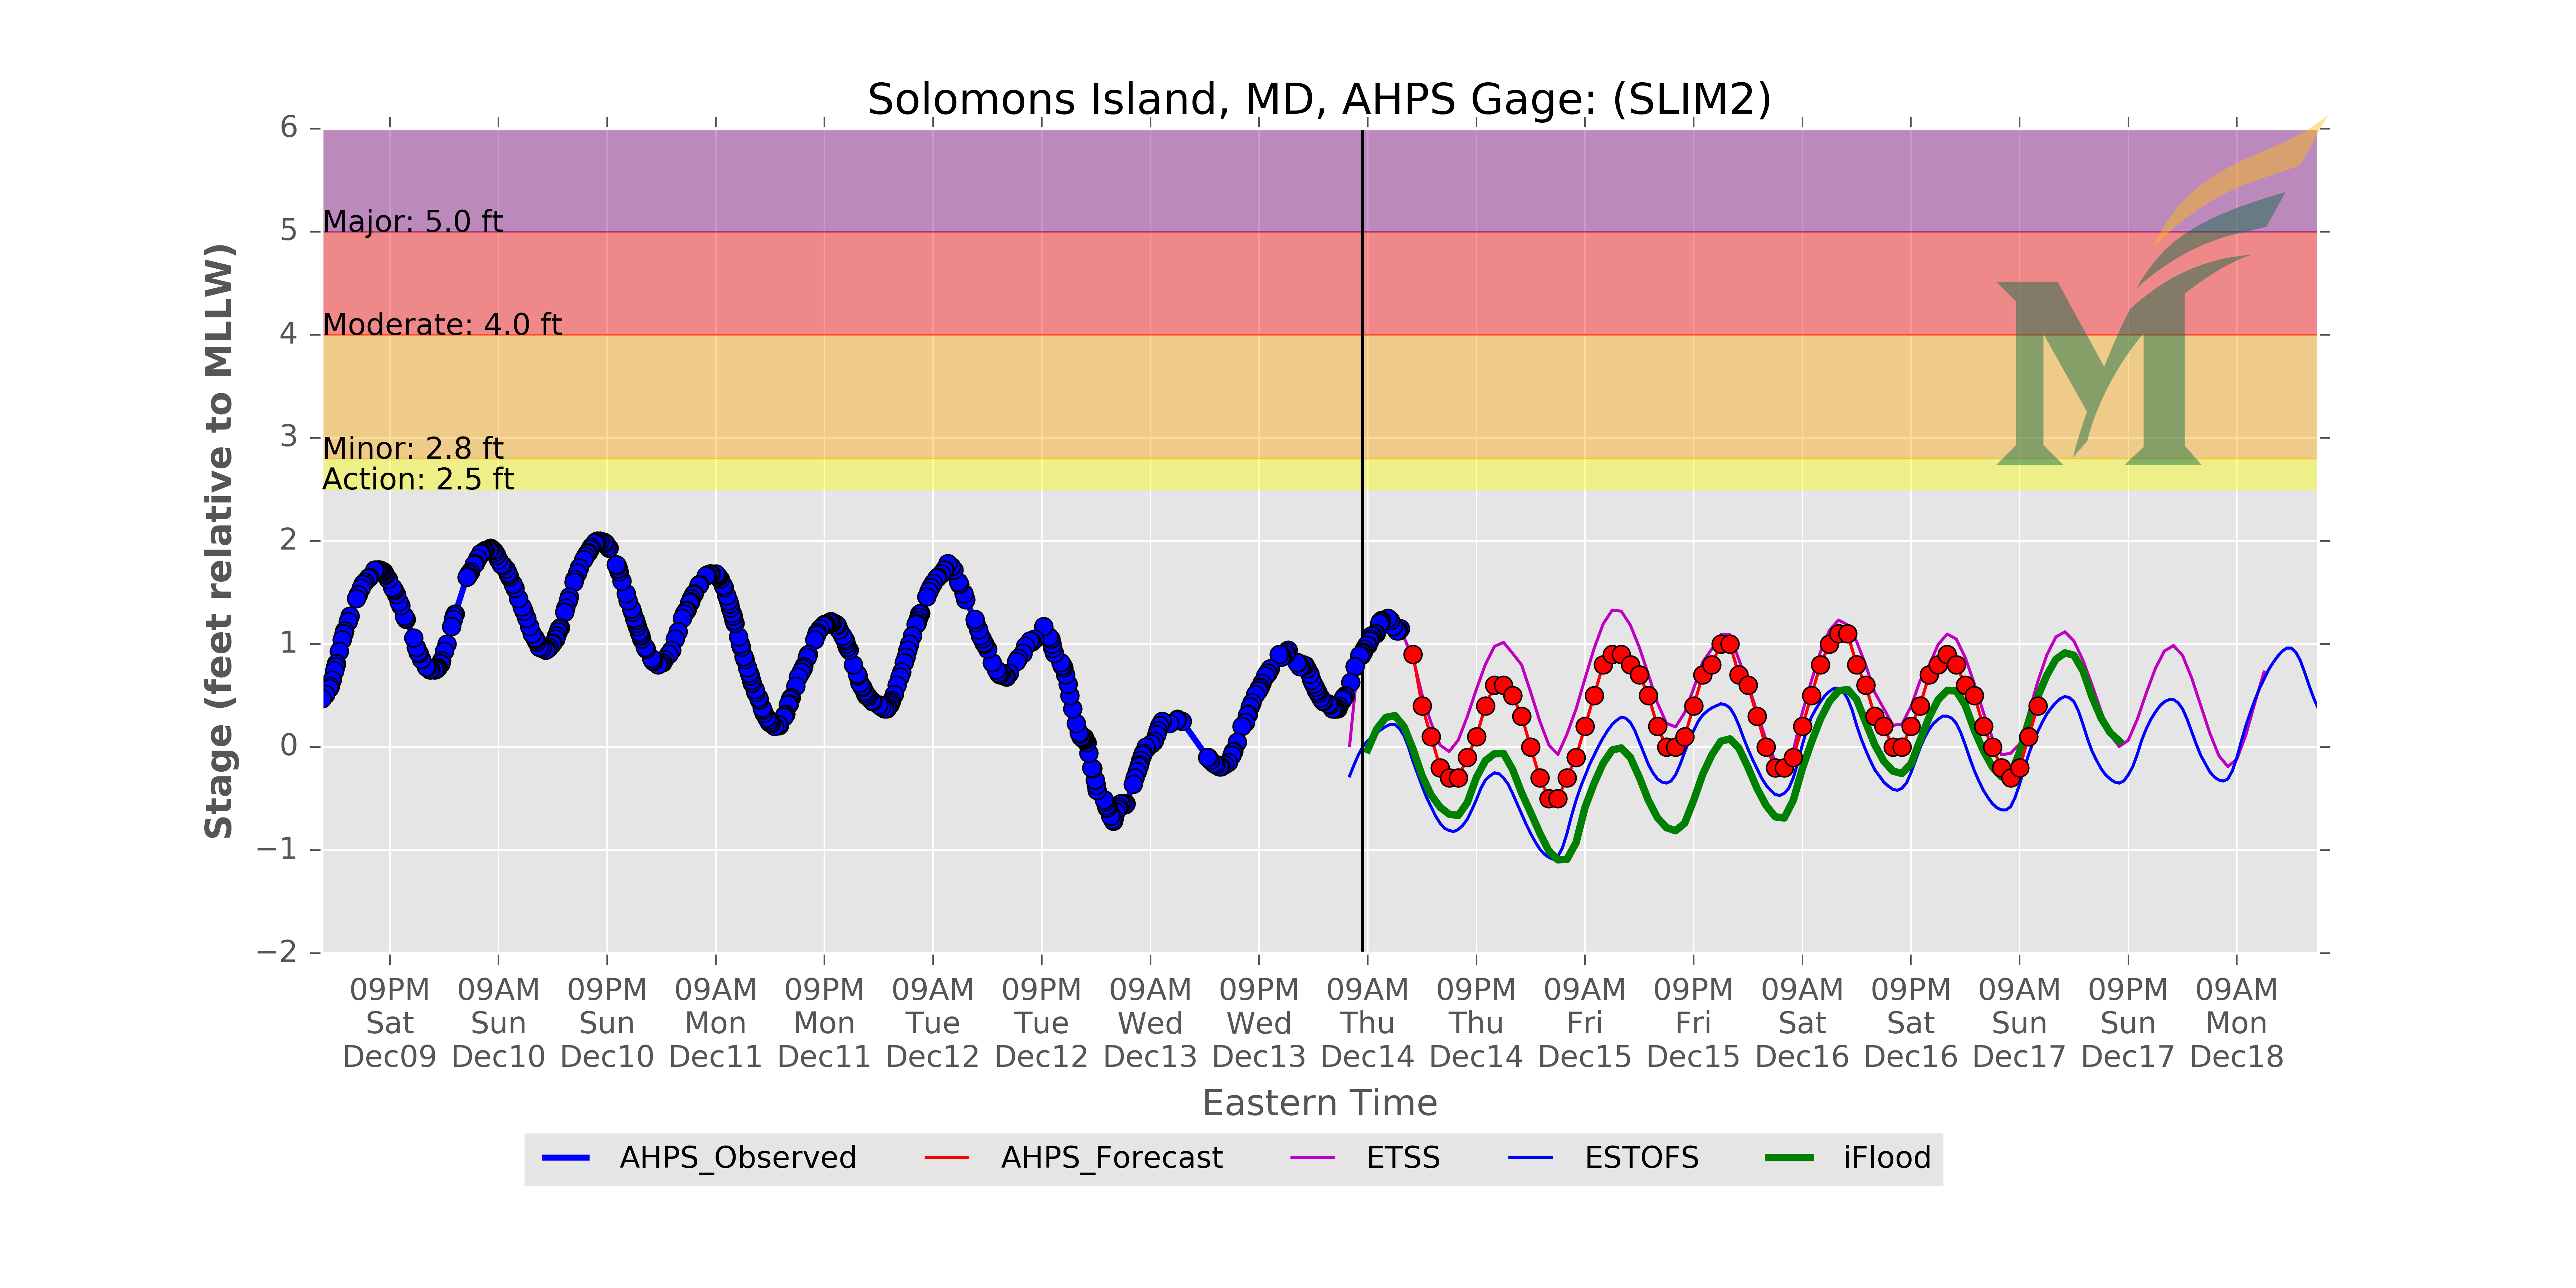 Solomons Island, MD, AHPS Gage: (SLIM2)
6
5
4
3
2
1
0
−1
−2
Stage (feet relative to MLLW)
Major: 5.0 ft
Moderate: 4.0 ft
Minor: 2.8 ft
Action: 2.5 ft
M
09PM 09AM 09PM 09AM 09PM 09AM 09PM 09AM 09PM 09AM 09PM 09AM 09PM 09AM 09PM 09AM 09PM 09AM
Sat Sun Sun Mon Mon Tue Tue Wed Wed Thu Thu Fri Fri Sat Sat Sun Sun Mon
Dec09 Dec10 Dec10 Dec11 Dec11 Dec12 Dec12 Dec13 Dec13 Dec14 Dec14 Dec15 Dec15 Dec16 Dec16 Dec17 Dec17 Dec18
Eastern Time
AHPS_Observed AHPS_Forecast ETSS ESTOFS iFlood